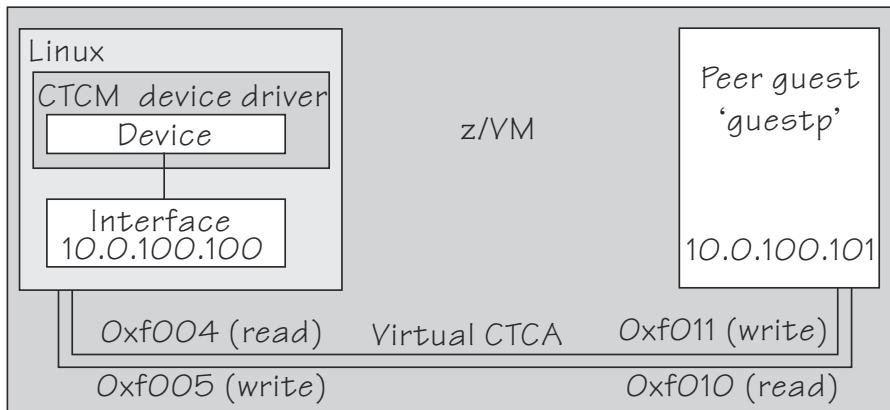 Linux
CTCM device driver
Device
Interface
10.0.100.100
z/VM
Peer guest
‘guestp’
10.0.100.101
0xf004 (read)
Virtual CTCA
0xf011 (write)
0xf005 (write)
0xf010 (read)